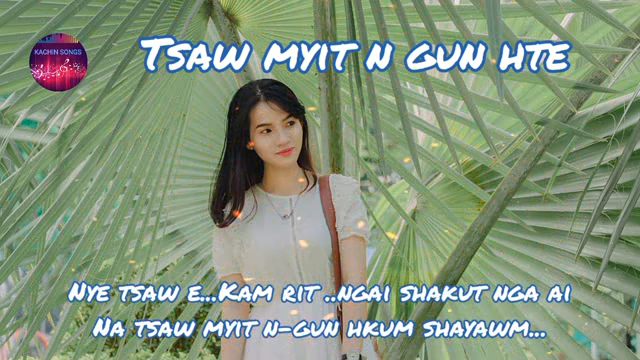 KACHIN SONGS
Tsaw myit n gun hte
Nye tsaw e...Kam rit ..ngai shakut nga ai
Na tsaw myit n-gun hkum shayawm...